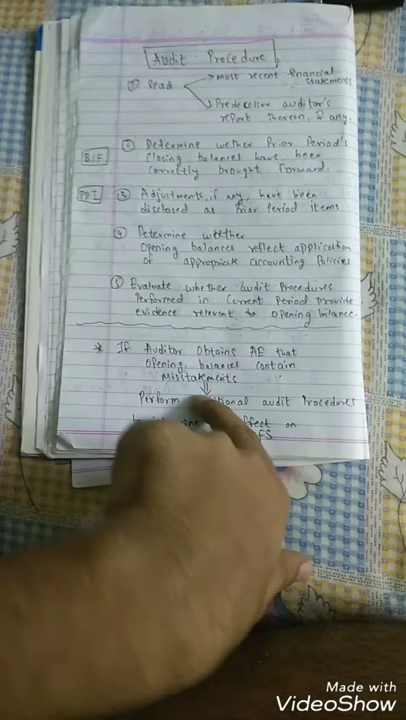 Audit Procedure
① Read
most recent financial
statements
Predecessor auditor's
report thereon, if any.
① Determine wether Prior Period's
B/F
closing balances have been
correctly brought forward.
PPI
③ Adjustments, if any, have been
disclosed as Prior Period items
④ Determine whether
Opening balances reflect application
of appropriate accounting Policies
⑤ Evaluate whether audit Procedures
Performed in Current Period provide
evidence relevent to opening balance.
* If Auditor Obtains AE that
Opening balances contain
Misstatements
Perform audit Procedures
effect on
FS
Made with
VideoShow